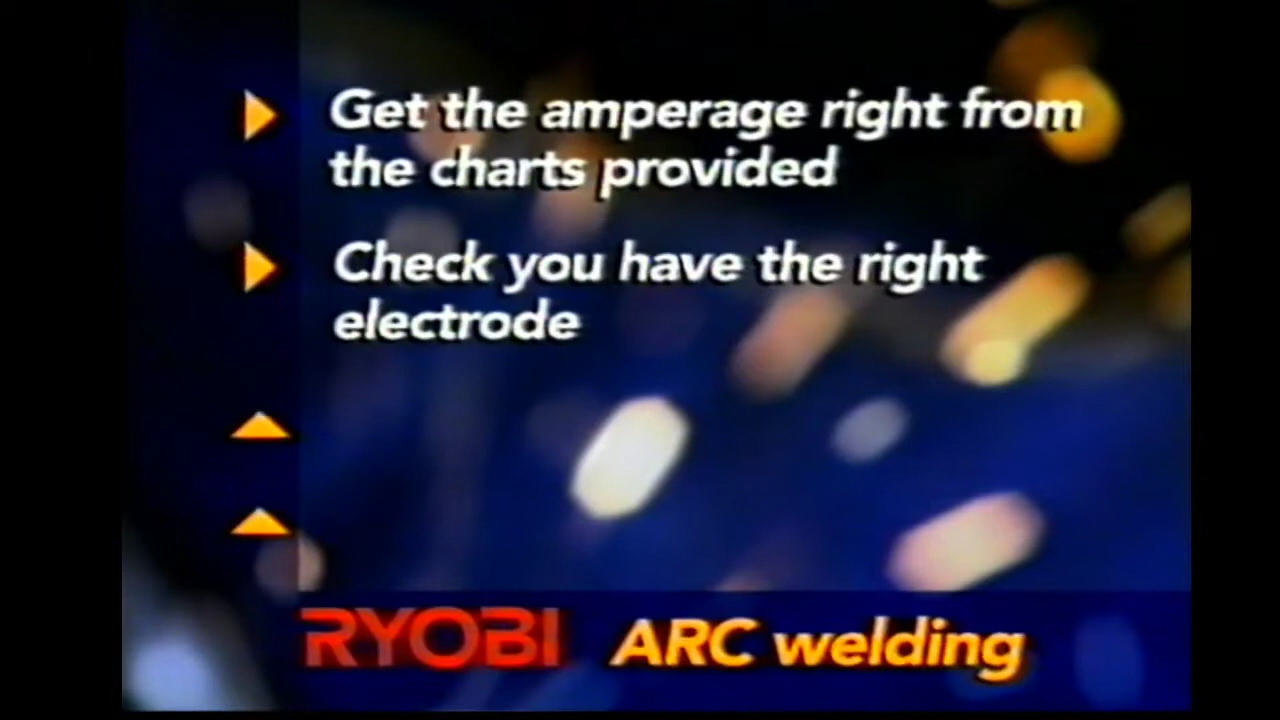 Get the amperage right from
the charts provided
Check you have the right
electrode
RYOBI ARC welding